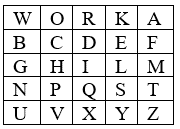 W O R K A
B C D E F
G H I L M
N P Q S T
U V X Y Z